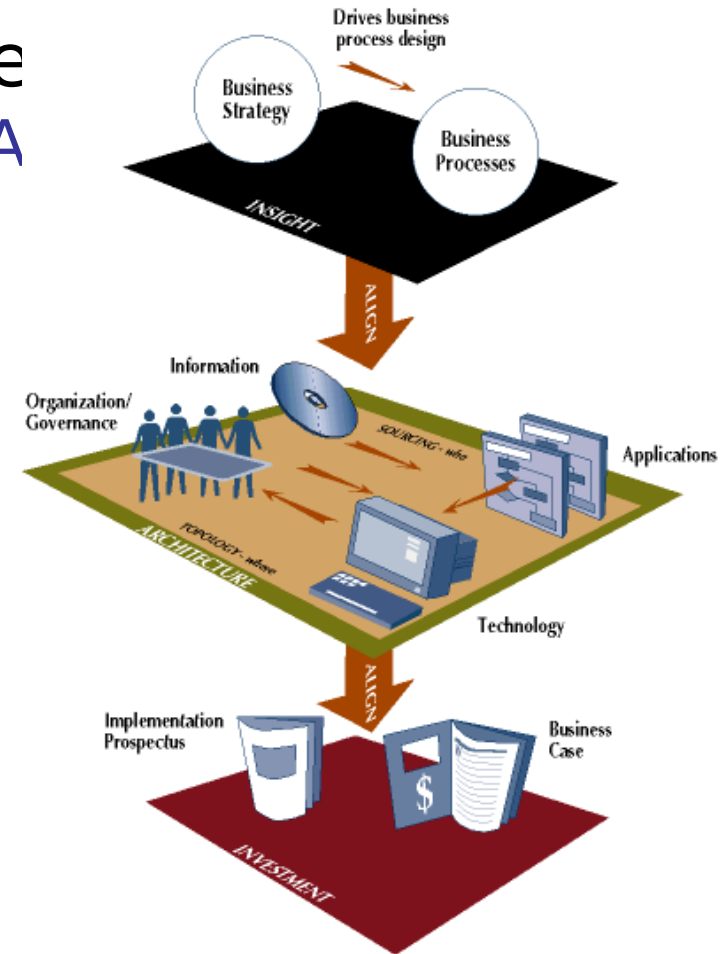 Drives business
process design
e
A
Business
Strategy
Business
Processes
INSIGHT
ALIGN
Information
Organization/
Governance
SOURCING - who
Applications
TOPOLOGY - where
ARCHITECTURE
Technology
ALIGN
Implementation
Prospectus
Business
Case
$
INVESTMENT